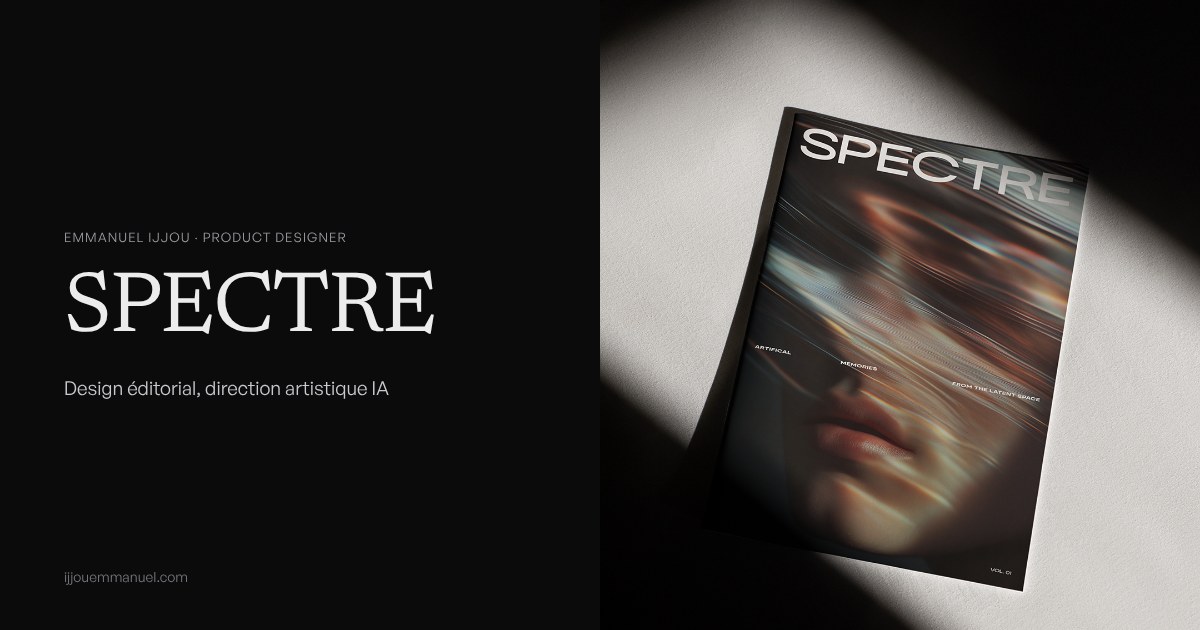 EMMANUEL IJJOU · PRODUCT DESIGNER
SPECTRE
Design éditorial, direction artistique IA
ijjouemmanuel.com
SPECTRE
ARTIFICAL
MEMORIES
FROM THE LATENT SPACE
VOL. 01